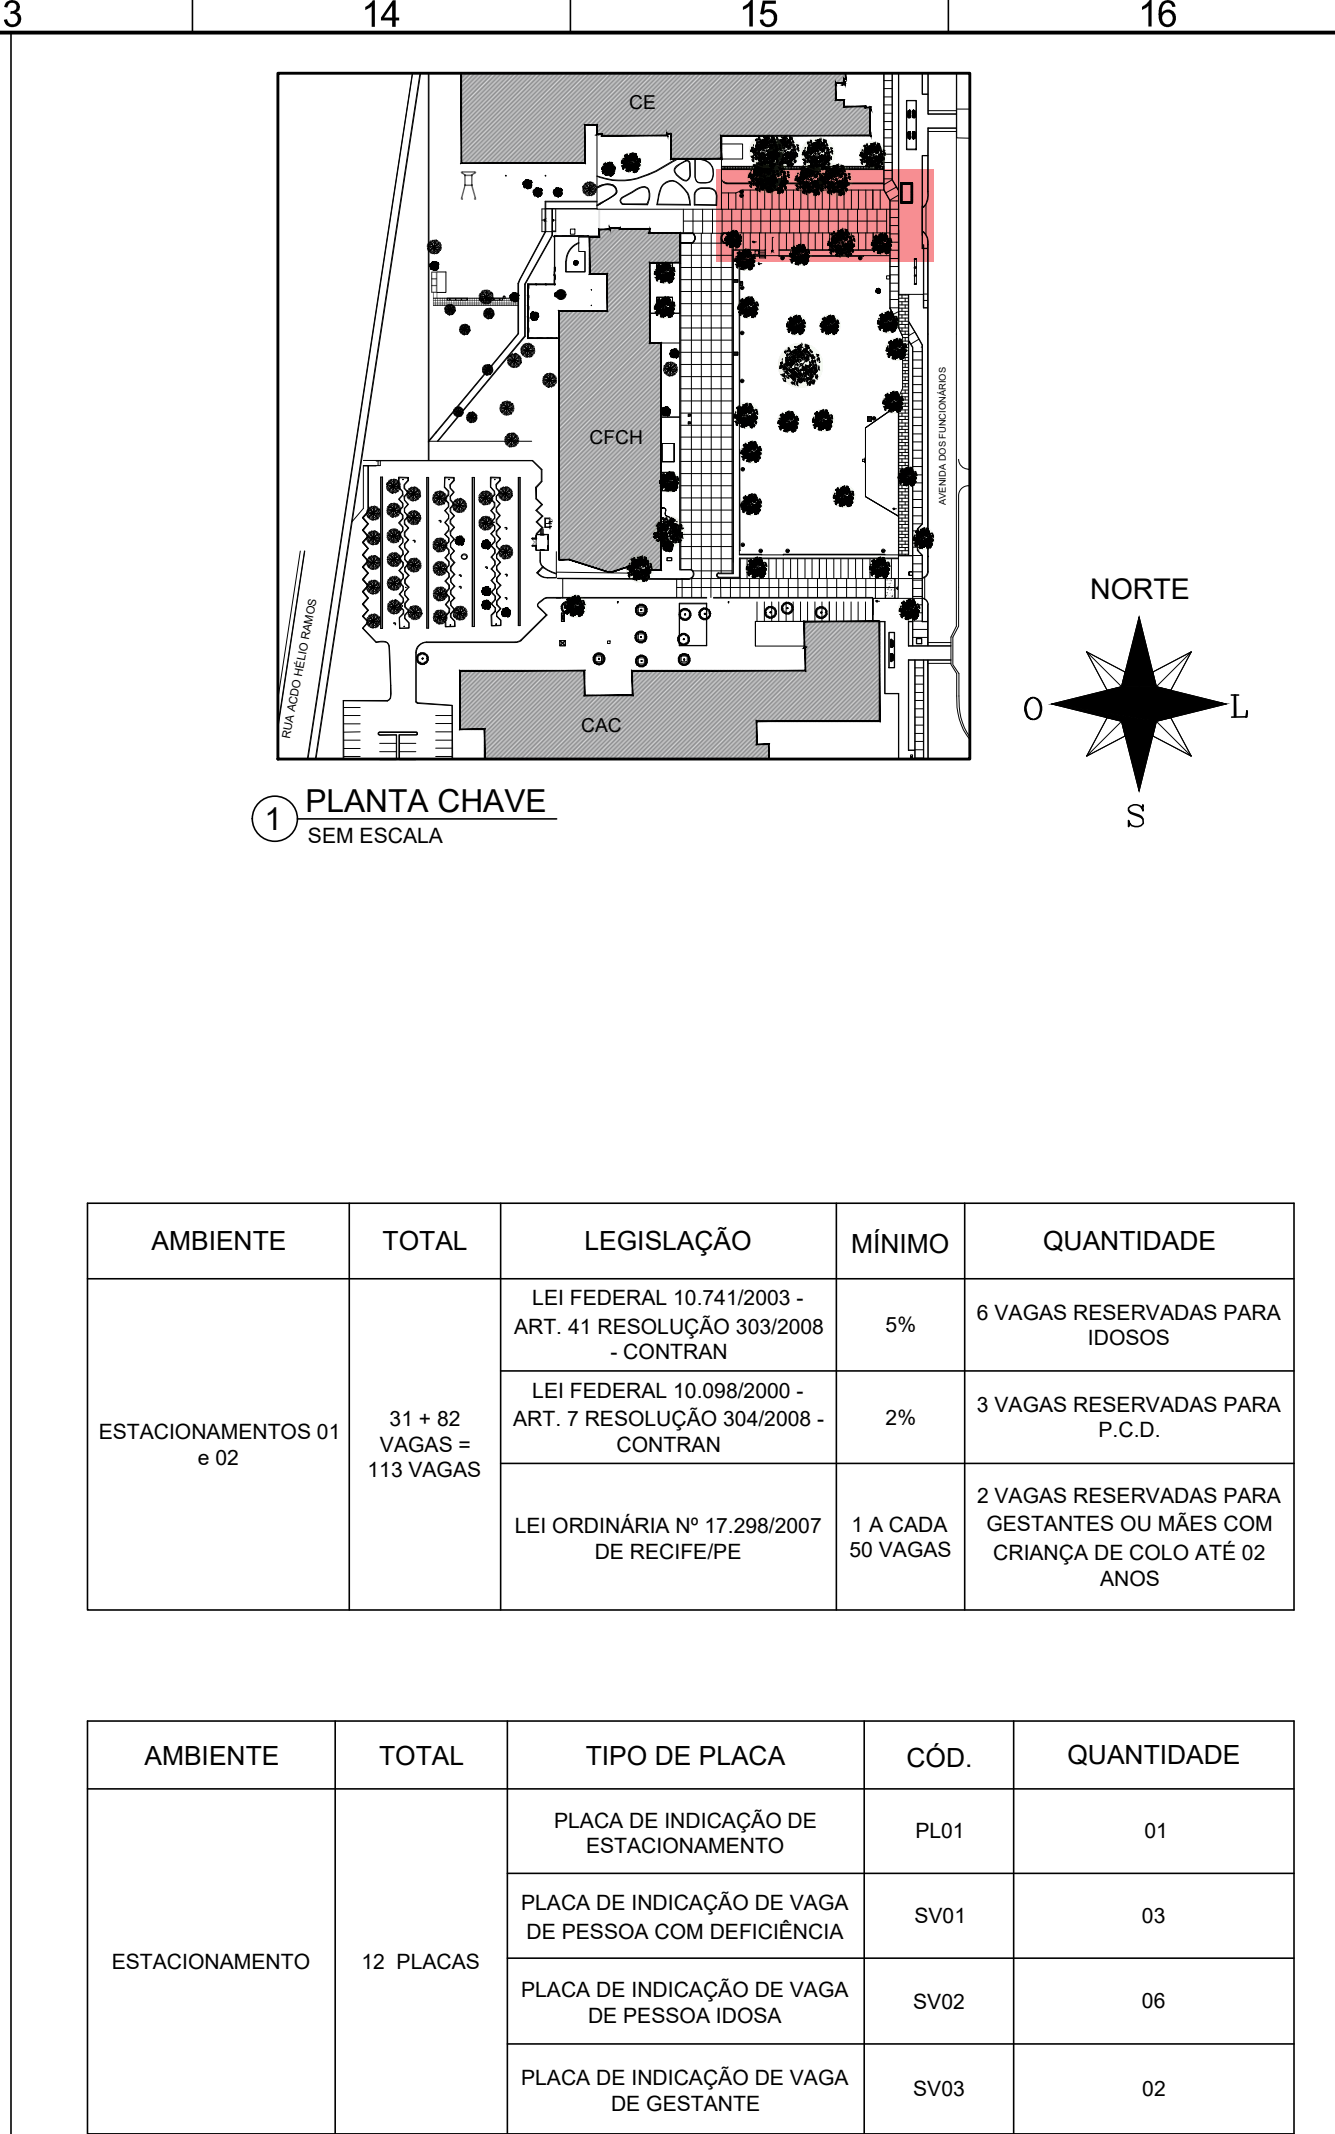 3
14
15
16
CE
CFCH
AVENIDA DOS FUNCIONÁRIOS
RUA ACDO HÉLIO RAMOS
CAC
NORTE
O
L
S
1
PLANTA CHAVE
SEM ESCALA
AMBIENTE
TOTAL
LEGISLAÇÃO
MÍNIMO
QUANTIDADE
ESTACIONAMENTOS 01
e 02
31 + 82
VAGAS =
113 VAGAS
LEI FEDERAL 10.741/2003 -
ART. 41 RESOLUÇÃO 303/2008
- CONTRAN
5%
6 VAGAS RESERVADAS PARA
IDOSOS
LEI FEDERAL 10.098/2000 -
ART. 7 RESOLUÇÃO 304/2008 -
CONTRAN
2%
3 VAGAS RESERVADAS PARA
P.C.D.
LEI ORDINÁRIA Nº 17.298/2007
DE RECIFE/PE
1 A CADA
50 VAGAS
2 VAGAS RESERVADAS PARA
GESTANTES OU MÃES COM
CRIANÇA DE COLO ATÉ 02
ANOS
AMBIENTE
TOTAL
TIPO DE PLACA
CÓD.
QUANTIDADE
ESTACIONAMENTO
12 PLACAS
PLACA DE INDICAÇÃO DE
ESTACIONAMENTO
PL01
01
PLACA DE INDICAÇÃO DE VAGA
DE PESSOA COM DEFICIÊNCIA
SV01
03
PLACA DE INDICAÇÃO DE VAGA
DE PESSOA IDOSA
SV02
06
PLACA DE INDICAÇÃO DE VAGA
DE GESTANTE
SV03
02